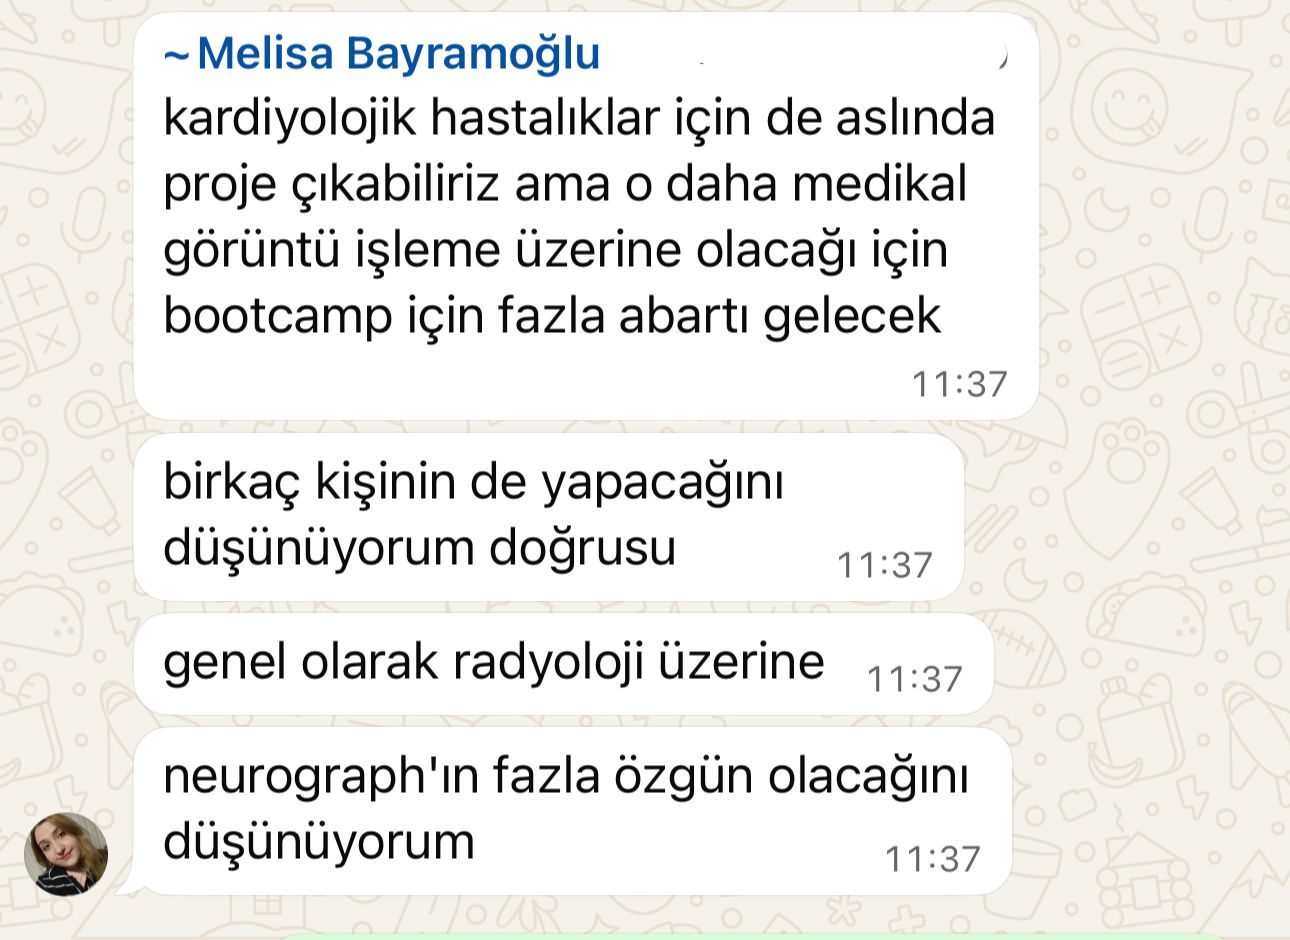 ~ Melisa Bayramoğlu
kardiyolojik hastalıklar için de aslında
proje çıkabiliriz ama o daha medikal
görüntü işleme üzerine olacağı için
bootcamp için fazla abartı gelecek
11:37
birkaç kişinin de yapacağını
düşünüyorum doğrusu
11:37
genel olarak radyoloji üzerine
11:37
neurograph'ın fazla özgün olacağını
düşünüyorum
11:37